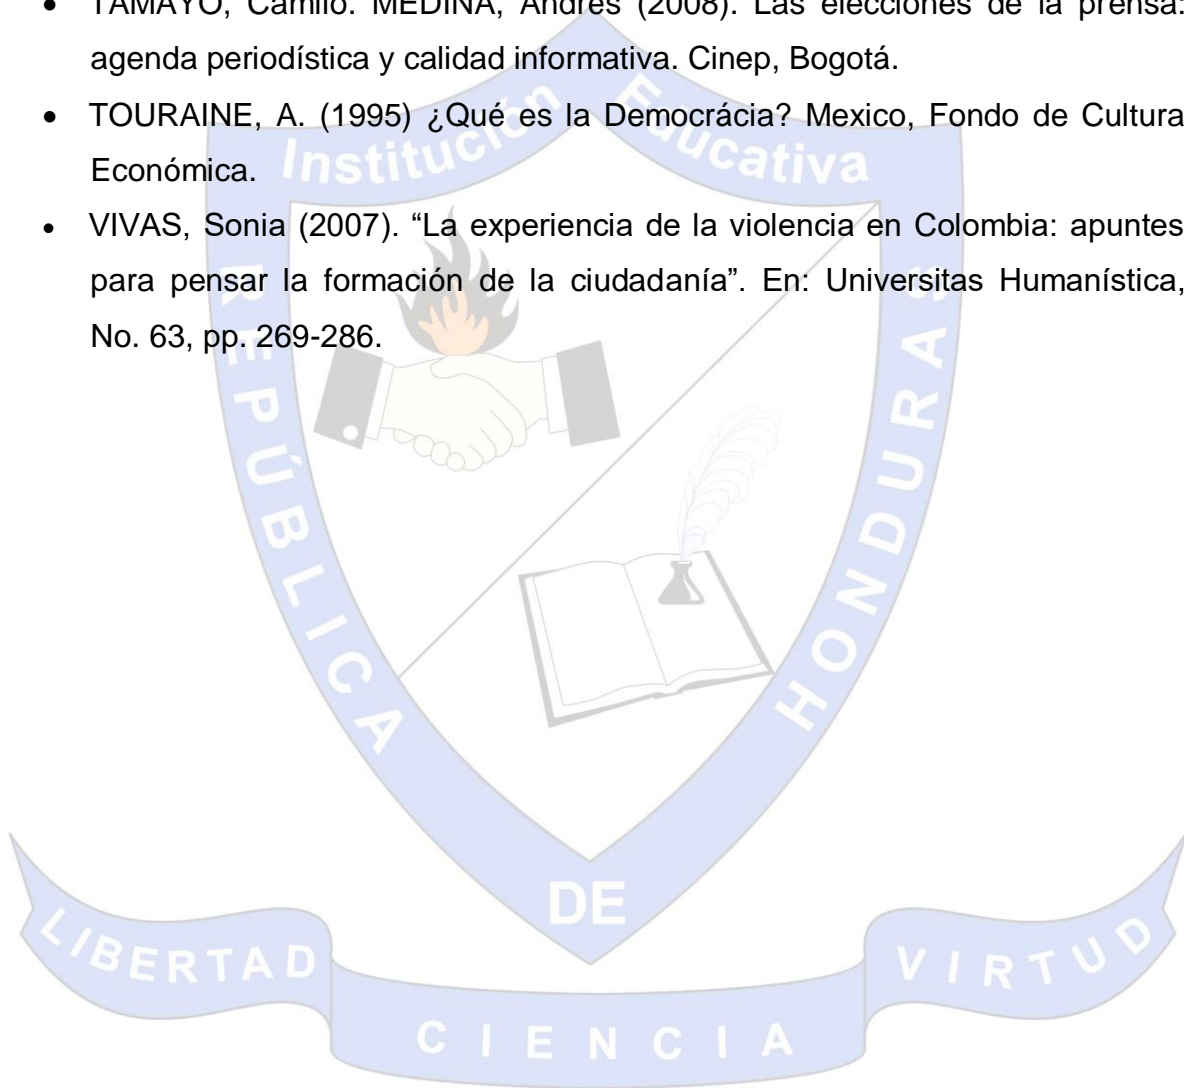 • TAMAYO, Camilo. MEDINA, Andrés (2008). Las elecciones de la prensa:
agenda periodística y calidad informativa. Cinep, Bogotá.
• TOURAINE, A. (1995) ¿Qué es la Democrácia? Mexico, Fondo de Cultura
Económica.
• VIVAS, Sonia (2007). “La experiencia de la violencia en Colombia: apuntes
para pensar la formación de la ciudadanía”. En: Universitas Humanística,
No. 63, pp. 269-286.
Institución Educativa
REPÚBLICA
DE
HONDURAS
LIBERTAD
CIENCIA
VIRTUD